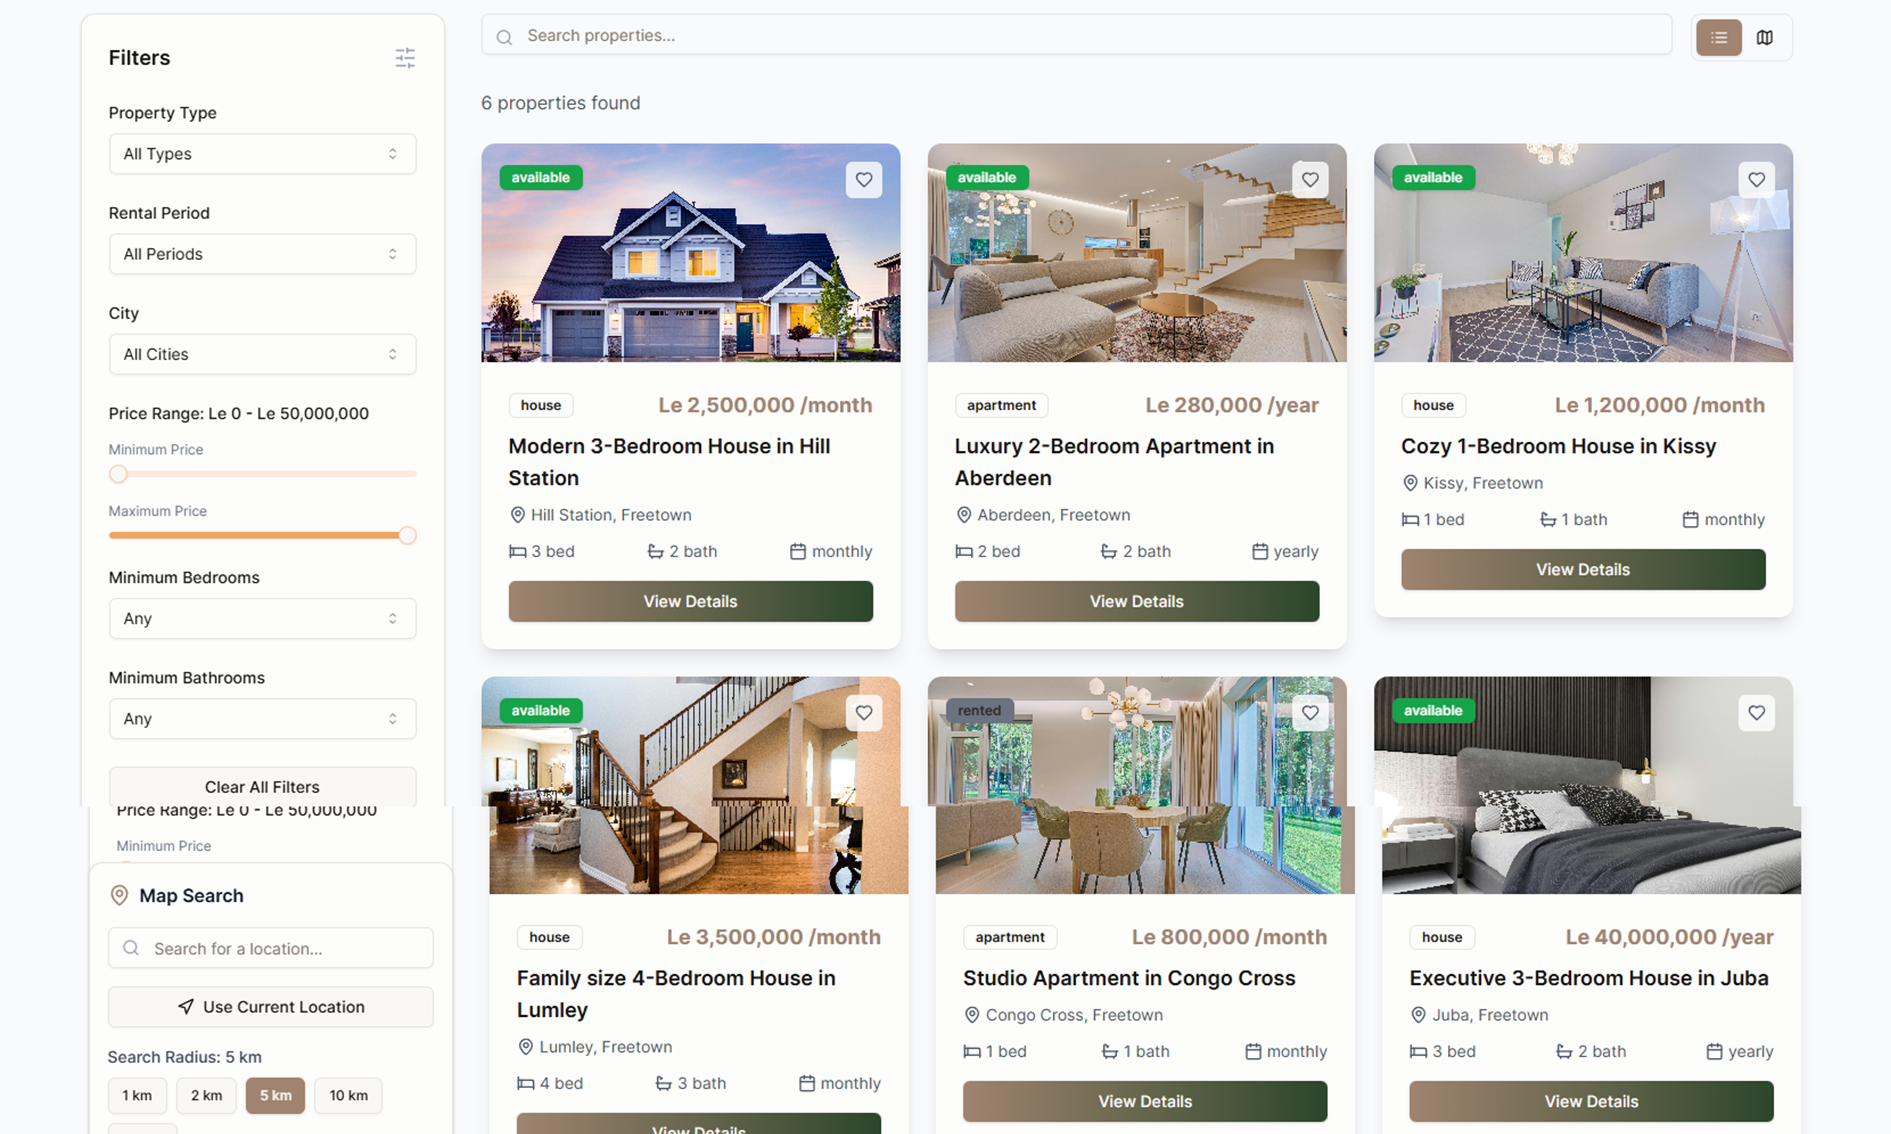 Filters
Property Type
All Types
Rental Period
All Periods
City
All Cities
Price Range: Le 0 - Le 50,000,000
Minimum Price
Maximum Price
Minimum Bedrooms
Any
Minimum Bathrooms
Any
Clear All Filters
Price Range: Le 0 - Le 50,000,000
Minimum Price
Map Search
Search for a location...
Use Current Location
Search Radius: 5 km
1 km 2 km 5 km 10 km
Search properties...
6 properties found
available
house Le 2,500,000 /month
Modern 3-Bedroom House in Hill
Station
Hill Station, Freetown
3 bed 2 bath monthly
View Details
available
apartment Le 280,000 /year
Luxury 2-Bedroom Apartment in
Aberdeen
Aberdeen, Freetown
2 bed 2 bath yearly
View Details
available
house Le 1,200,000 /month
Cozy 1-Bedroom House in Kissy
Kissy, Freetown
1 bed 1 bath monthly
View Details
available
house Le 3,500,000 /month
Family size 4-Bedroom House in
Lumley
Lumley, Freetown
4 bed 3 bath monthly
View Details
rented
apartment Le 800,000 /month
Studio Apartment in Congo Cross
Congo Cross, Freetown
1 bed 1 bath monthly
View Details
available
house Le 40,000,000 /year
Executive 3-Bedroom House in Juba
Juba, Freetown
3 bed 2 bath yearly
View Details